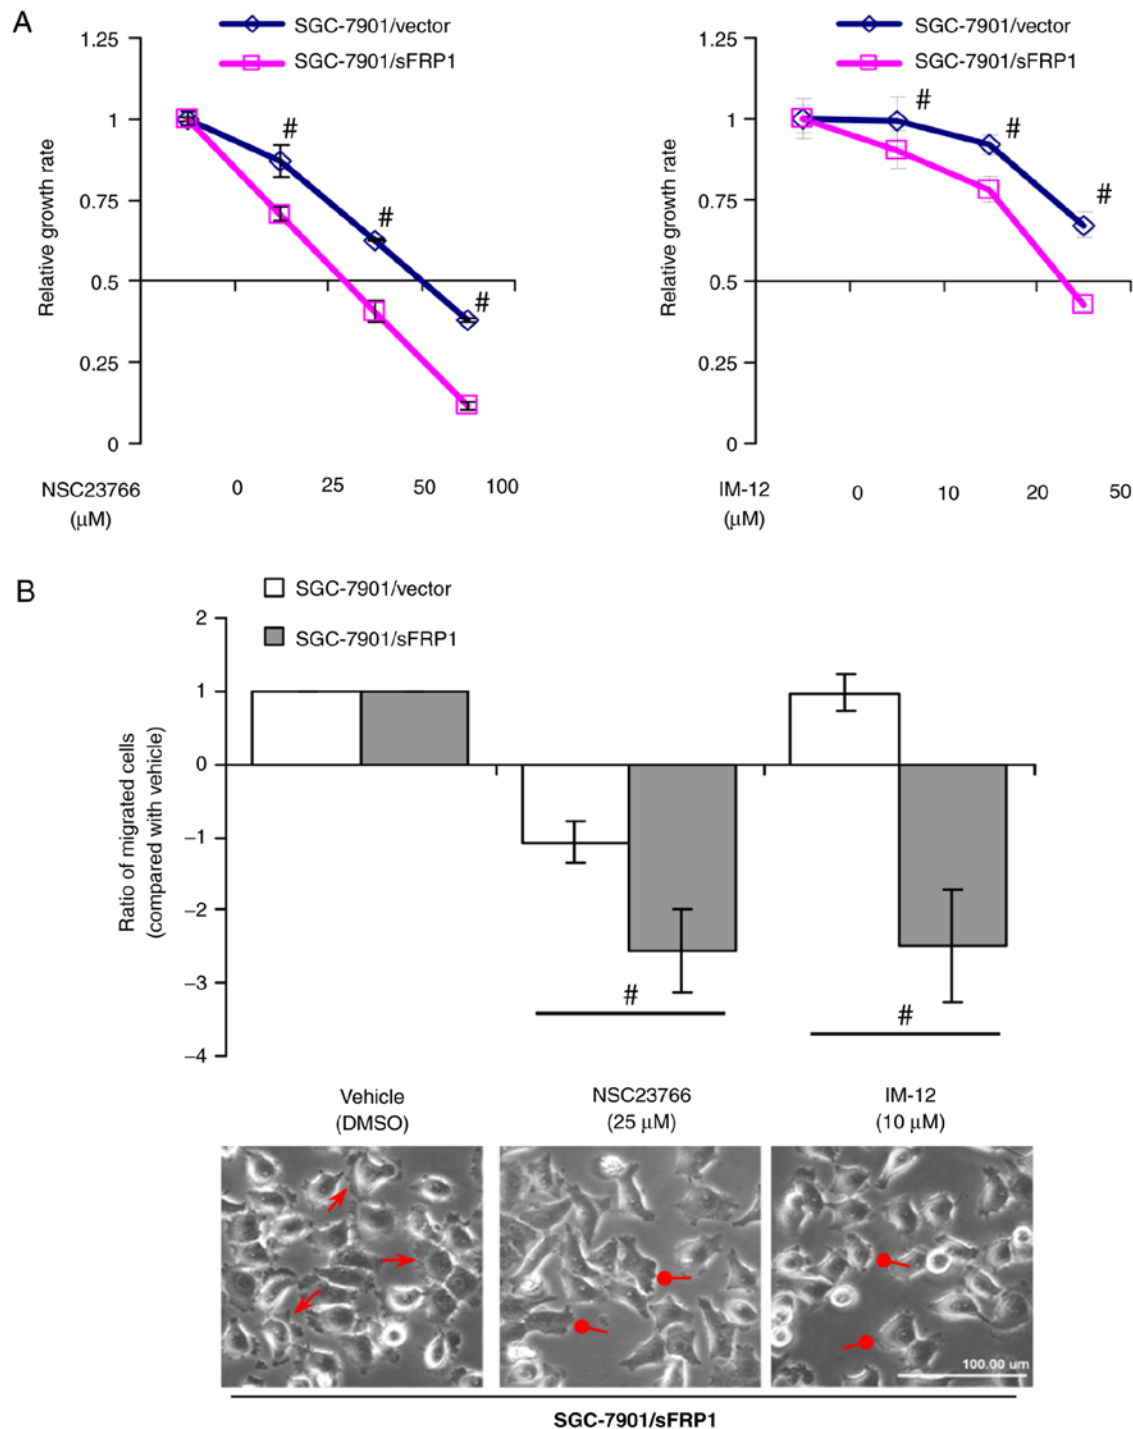 A
SGC-7901/vector
SGC-7901/sFRP1
1.25
1
0.75
0.5
0.25
0
Relative growth rate
#
#
#
NSC23766
(μM)
0 25 50 100
SGC-7901/vector
SGC-7901/sFRP1
1.25
1
0.75
0.5
0.25
0
Relative growth rate
#
#
#
IM-12
(μM)
0 10 20 50
B
SGC-7901/vector
SGC-7901/sFRP1
2
1
0
−1
−2
−3
−4
Ratio of migrated cells
(compared with vehicle)
#
#
Vehicle
(DMSO)
NSC23766
(25 μM)
IM-12
(10 μM)
100.00 um
SGC-7901/sFRP1